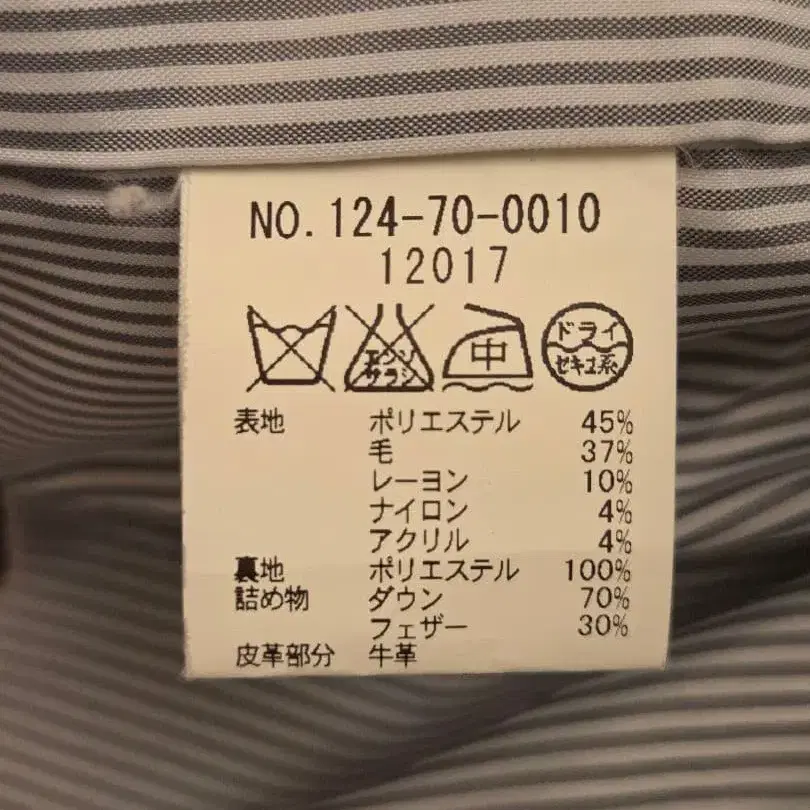 NO. 124-70-0010
12017
エンソ
サラシ
中
ドライ
セキユ系
表地 ポリエステル 45%
毛 37%
レーヨン 10%
ナイロン 4%
アクリル 4%
裏地 ポリエステル 100%
詰め物 ダウン 70%
フェザー 30%
皮革部分 牛革